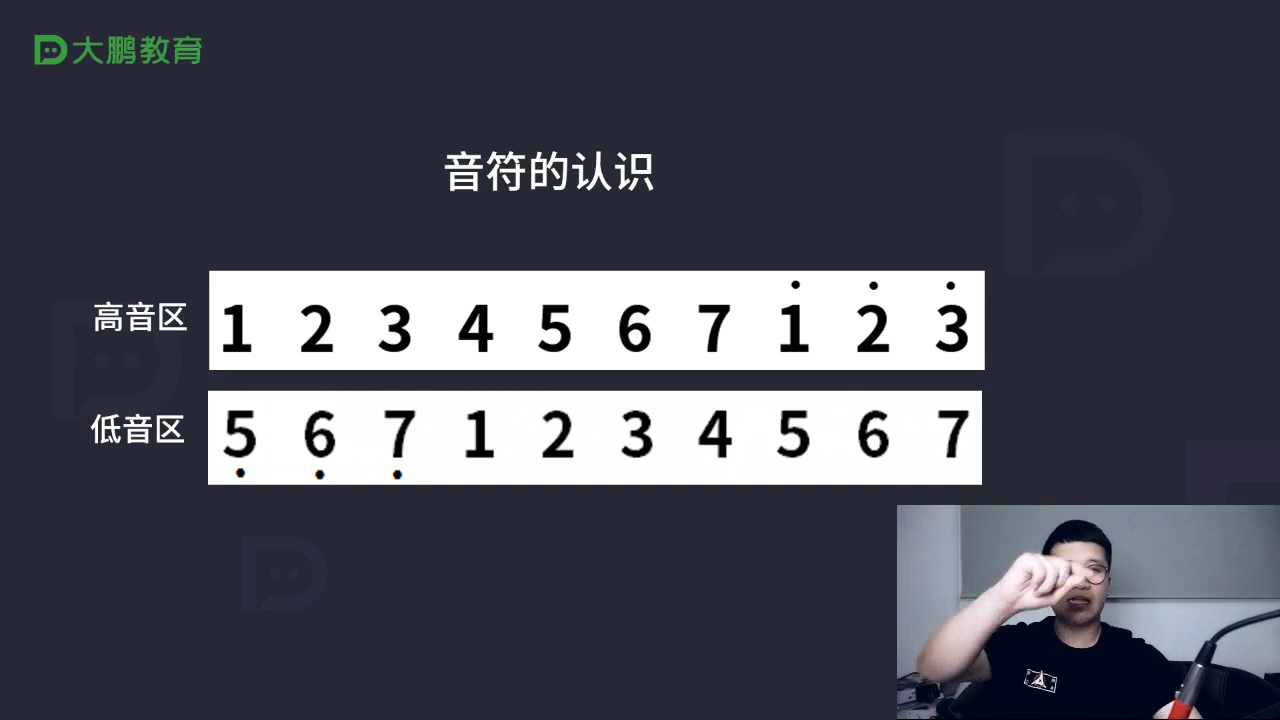 大鹏教育
音符的认识
高音区 1 2 3 4 5 6 7 1̇ 2̇ 3̇
低音区 5̣ 6̣ 7̣ 1 2 3 4 5 6 7